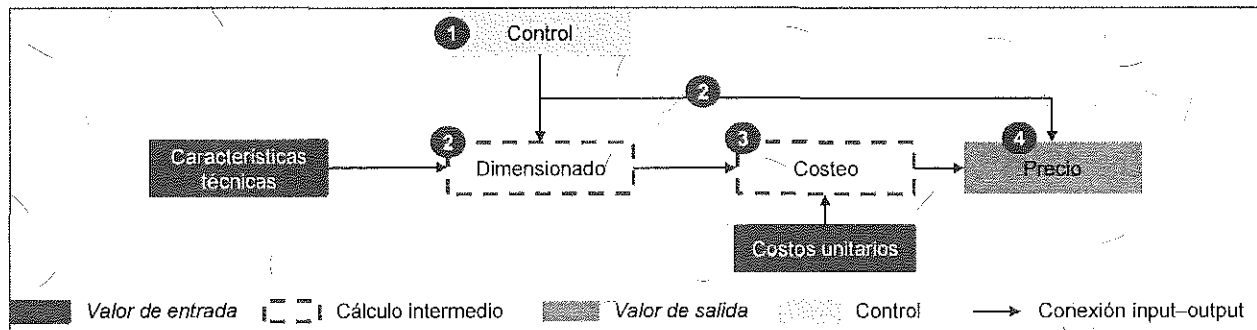 1 Control
2
Características
técnicas
2 Dimensionado
3 Costeo
4 Precio
Costos unitarios
Valor de entrada
Cálculo intermedio
Valor de salida
Control
Conexión input–output